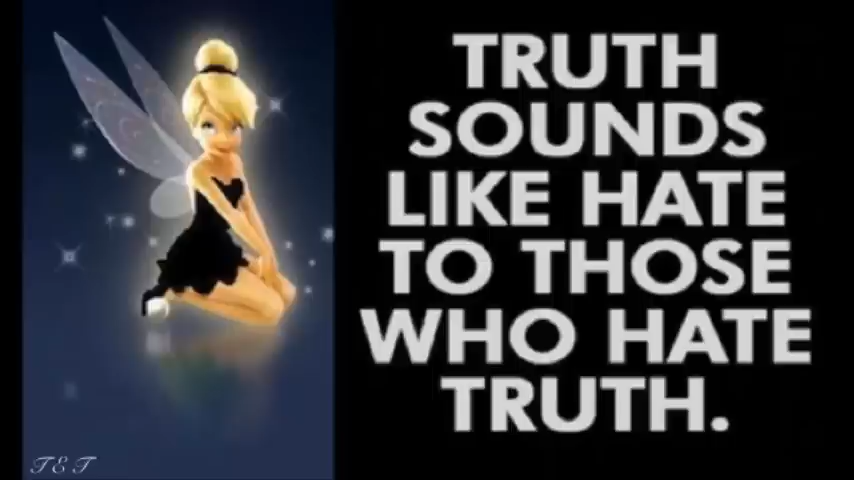 TRUTH
SOUNDS
LIKE HATE
TO THOSE
WHO HATE
TRUTH.
T&T